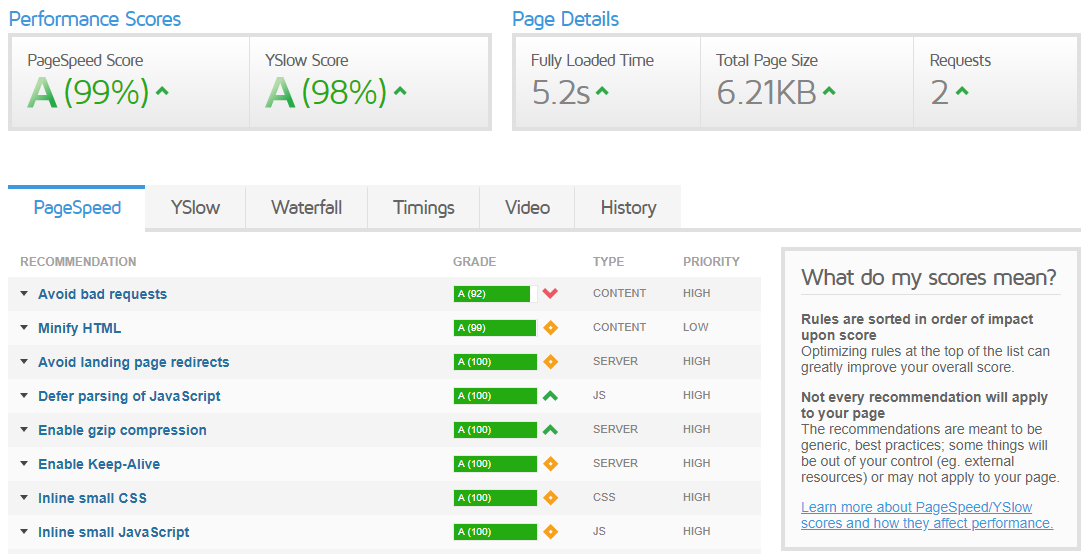 Performance Scores
Page Details
PageSpeed Score
YSlow Score
Fully Loaded Time
Total Page Size
Requests
A (99%)
A (98%)
5.2s
6.21KB
2
PageSpeed
YSlow
Waterfall
Timings
Video
History
RECOMMENDATION GRADE TYPE PRIORITY
Avoid bad requests A (92) CONTENT HIGH
Minify HTML A (99) CONTENT LOW
Avoid landing page redirects A (100) SERVER HIGH
Defer parsing of JavaScript A (100) JS HIGH
Enable gzip compression A (100) SERVER HIGH
Enable Keep-Alive A (100) SERVER HIGH
Inline small CSS A (100) CSS HIGH
Inline small JavaScript A (100) JS HIGH
What do my scores mean?
Rules are sorted in order of impact
upon score
Optimizing rules at the top of the list can
greatly improve your overall score.
Not every recommendation will apply
to your page
The recommendations are meant to be
generic, best practices; some things will
be out of your control (eg. external
resources) or may not apply to your page.
Learn more about PageSpeed/YSlow
scores and how they affect performance.